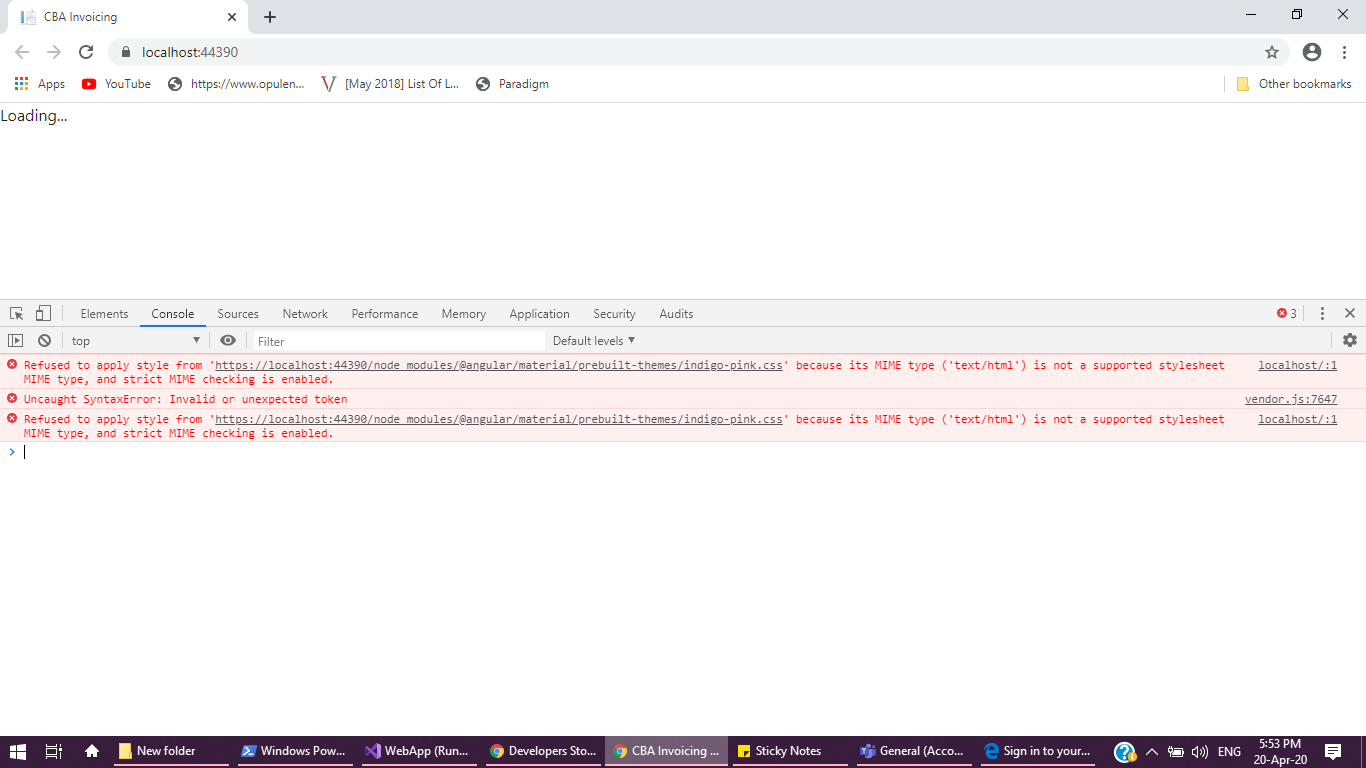 CBA Invoicing
localhost:44390
Apps YouTube https://www.opulen... [May 2018] List Of L... Paradigm Other bookmarks
Loading...
Elements Console Sources Network Performance Memory Application Security Audits 3
top Filter Default levels
Refused to apply style from 'https://localhost:44390/node_modules/@angular/material/prebuilt-themes/indigo-pink.css' because its MIME type ('text/html') is not a supported stylesheet localhost/:1
MIME type, and strict MIME checking is enabled.
Uncaught SyntaxError: Invalid or unexpected token vendor.js:7647
Refused to apply style from 'https://localhost:44390/node_modules/@angular/material/prebuilt-themes/indigo-pink.css' because its MIME type ('text/html') is not a supported stylesheet localhost/:1
MIME type, and strict MIME checking is enabled.
New folder Windows Pow... WebApp (Run... Developers Sto... CBA Invoicing ... Sticky Notes General (Acco... Sign in to your... ENG
5:53 PM
20-Apr-20